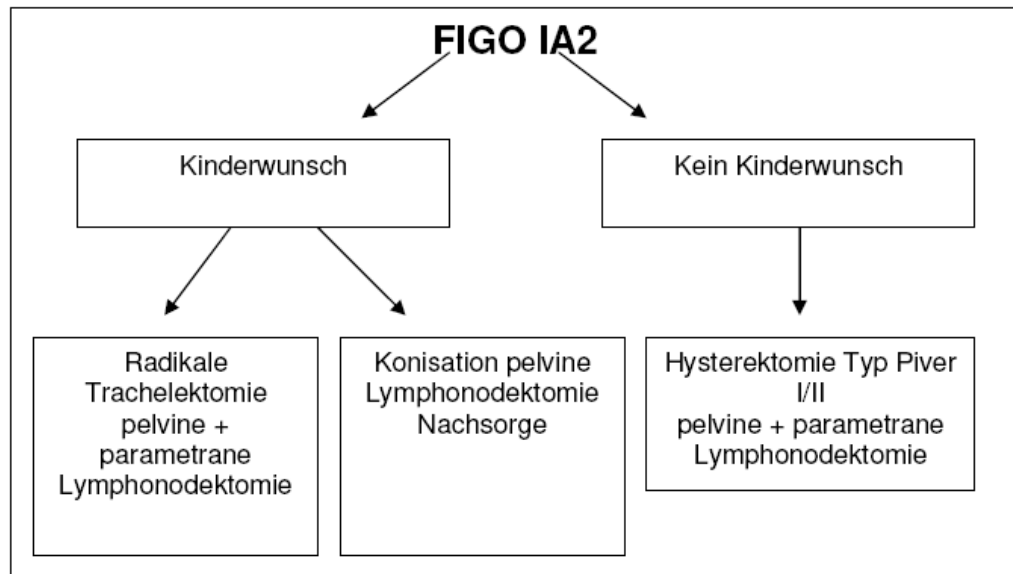 FIGO IA2
Kinderwunsch
Kein Kinderwunsch
Radikale
Trachelektomie
pelvine +
parametrane
Lymphonodektomie
Konisation pelvine
Lymphonodektomie
Nachsorge
Hysterektomie Typ Piver
I/II
pelvine + parametrane
Lymphonodektomie